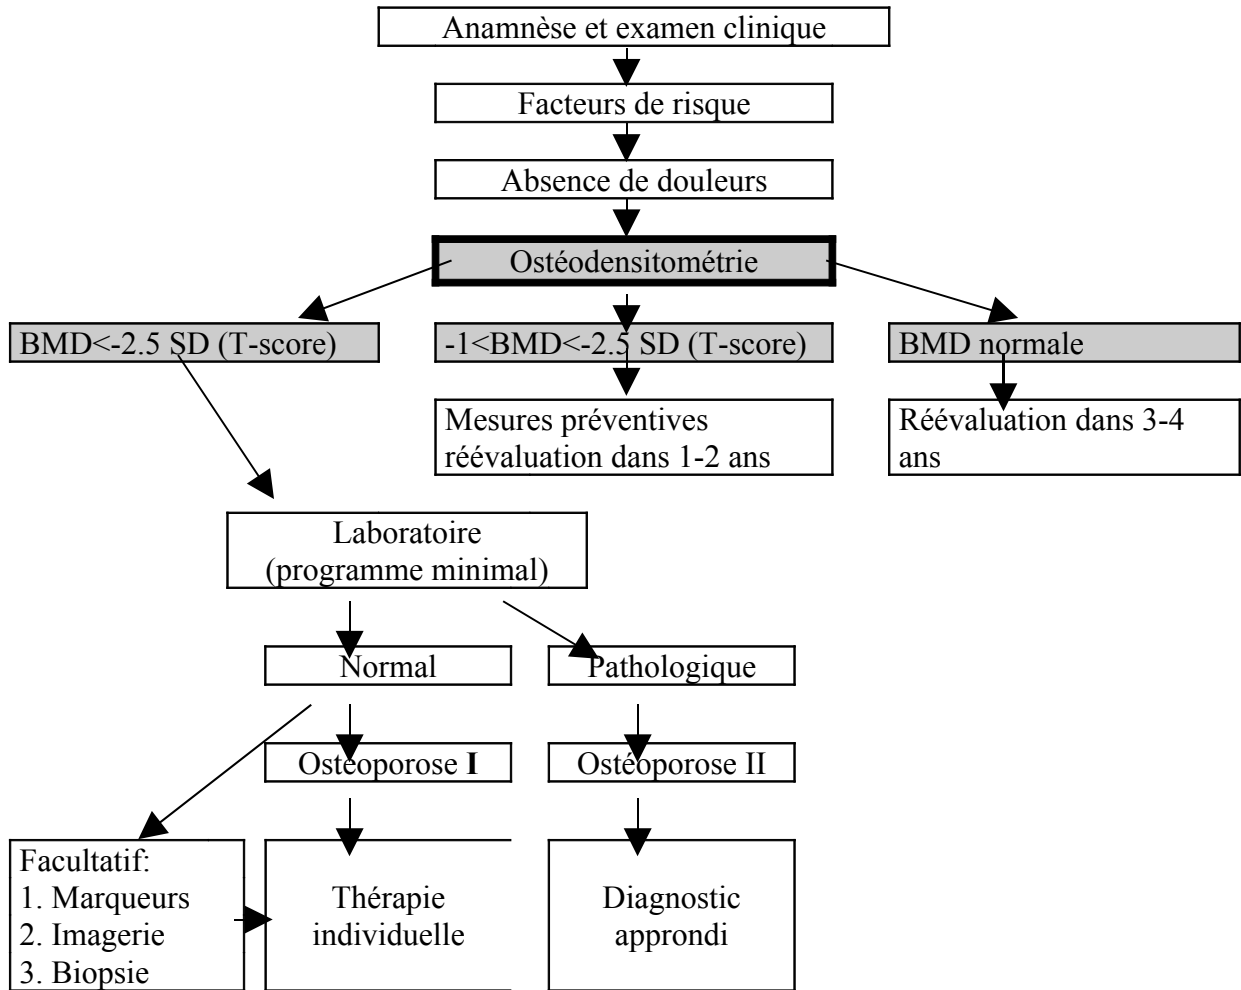 Anamnèse et examen clinique
Facteurs de risque
Absence de douleurs
Ostéodensitométrie
BMD<-2.5 SD (T-score)
-1<BMD<-2.5 SD (T-score)
BMD normale
Mesures préventives
réévaluation dans 1-2 ans
Réévaluation dans 3-4
ans
Laboratoire
(programme minimal)
Normal
Pathologique
Ostéoporose I
Ostéoporose II
Facultatif:
1. Marqueurs
2. Imagerie
3. Biopsie
Thérapie
individuelle
Diagnostic
approndi